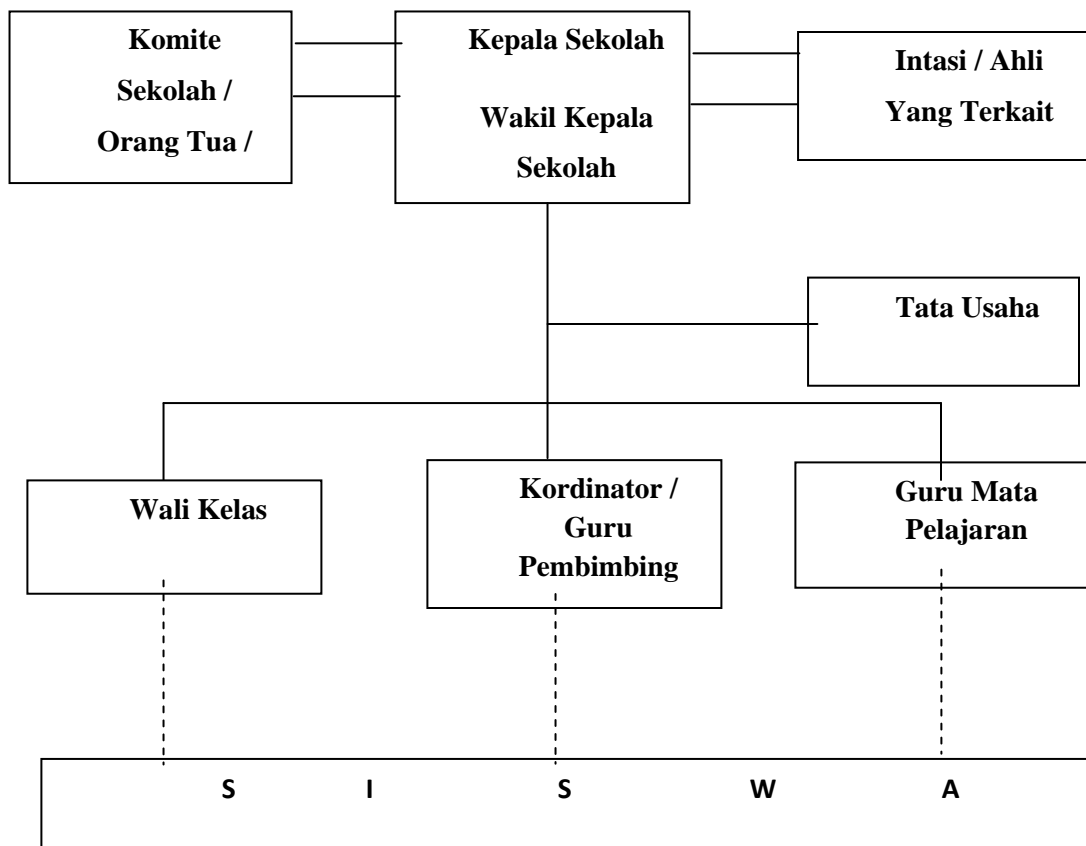 Komite
Sekolah /
Orang Tua /
Kepala Sekolah
Wakil Kepala
Sekolah
Intasi / Ahli
Yang Terkait
Tata Usaha
Wali Kelas
Kordinator /
Guru
Pembimbing
Guru Mata
Pelajaran
S I S W A